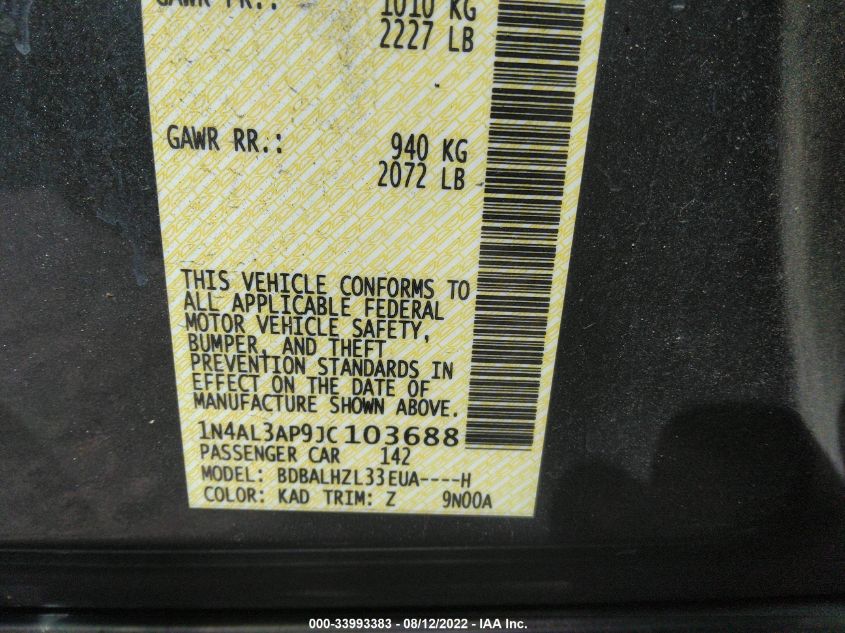 GAWR FR.: 1010 KG
2227 LB
GAWR RR.: 940 KG
2072 LB
THIS VEHICLE CONFORMS TO
ALL APPLICABLE FEDERAL
MOTOR VEHICLE SAFETY,
BUMPER, AND THEFT
PREVENTION STANDARDS IN
EFFECT ON THE DATE OF
MANUFACTURE SHOWN ABOVE.
1N4AL3AP9JC103688
PASSENGER CAR 142
MODEL: BDBALHZL33EUA----H
COLOR: KAD TRIM: Z 9N00A
000-33993383 - 08/12/2022 - IAA Inc.